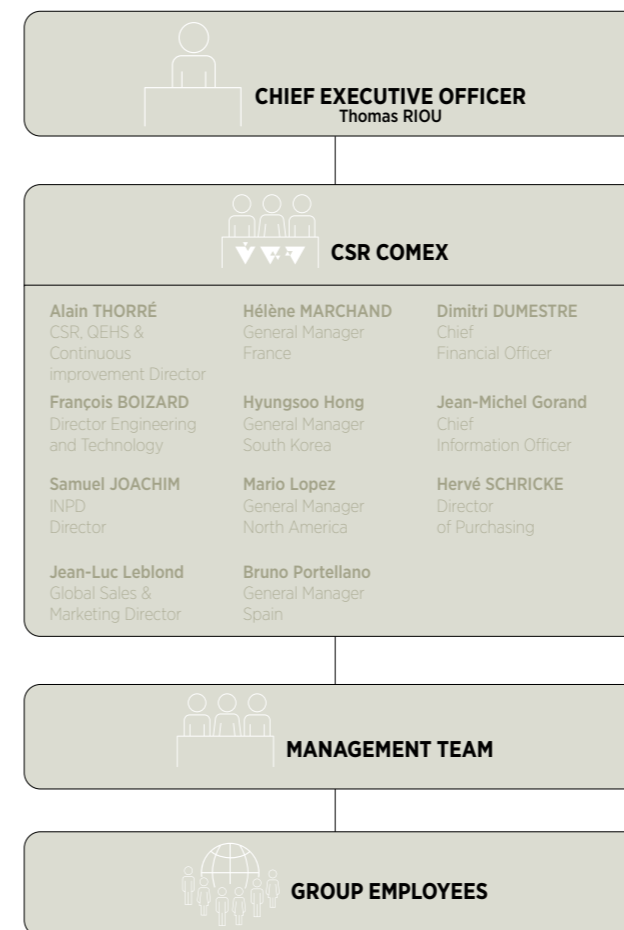 CHIEF EXECUTIVE OFFICER
Thomas RIOU
CSR COMEX
Alain THORRÉ
CSR, QEHS &
Continuous
improvement Director
Hélène MARCHAND
General Manager
France
Dimitri DUMESTRE
Chief
Financial Officer
François BOIZARD
Director Engineering
and Technology
Hyungsoo Hong
General Manager
South Korea
Jean-Michel Gorand
Chief
Information Officer
Samuel JOACHIM
INPD
Director
Mario Lopez
General Manager
North America
Hervé SCHRICKE
Director
of Purchasing
Jean-Luc Leblond
Global Sales &
Marketing Director
Bruno Portellano
General Manager
Spain
MANAGEMENT TEAM
GROUP EMPLOYEES